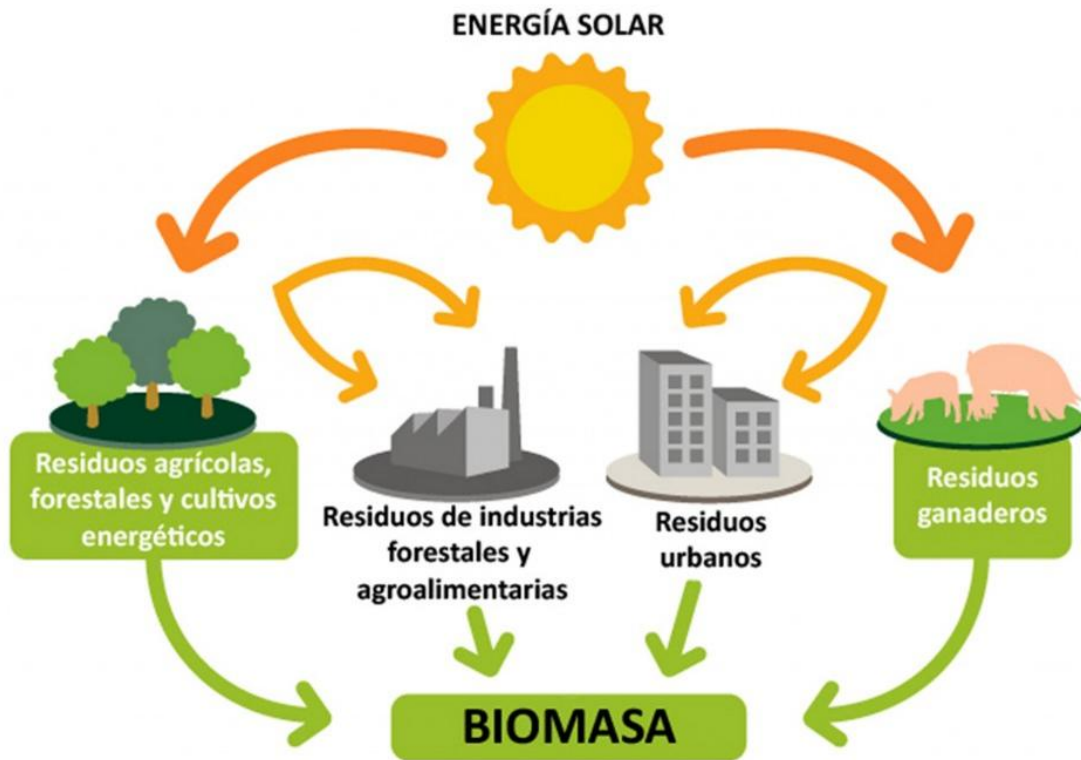 ENERGÍA SOLAR
Residuos agrícolas,
forestales y cultivos
energéticos
Residuos de industrias
forestales y
agroalimentarias
Residuos
urbanos
Residuos
ganaderos
BIOMASA